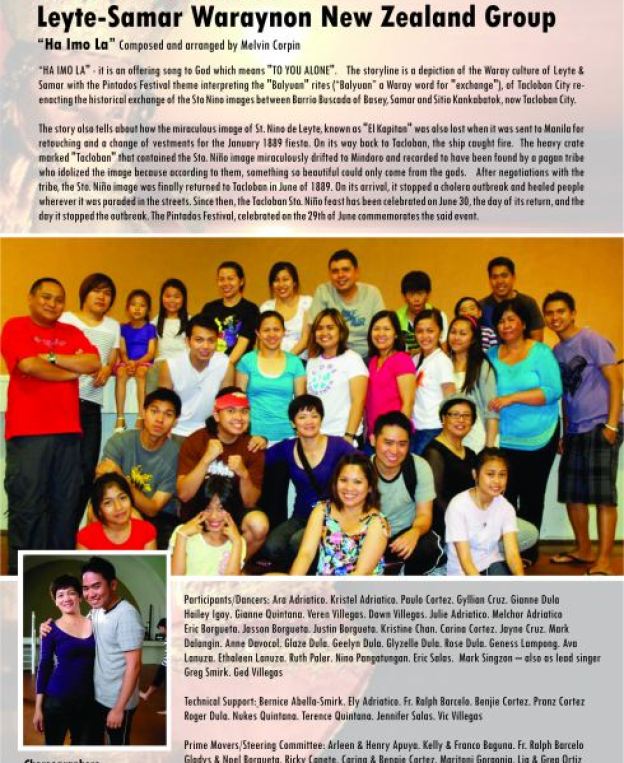 Leyte-Samar Waraynon New Zealand Group
"Ha Imo La" Composed and arranged by Melvin Corpin
"HA IMO LA" - it is an offering song to God which means "TO YOU ALONE". The storyline is a depiction of the Waray culture of Leyte &
Samar with the Pintados Festival theme interpreting the "Balyuan" rites ("Balyuan" a Waray word for "exchange"), of Tacloban City re-
enacting the historical exchange of the Sto Nino images between Barrio Buscada of Basey, Samar and Sitio Kankabatok, now Tacloban City.
The story also tells about how the miraculous image of St. Nino de Leyte, known as "El Kapitan" was also lost when it was sent to Manila for
retouching and a change of vestments for the January 1889 fiesta. On its way back to Tacloban, the ship caught fire. The heavy crate
marked "Tacloban" that contained the Sto. Niño image miraculously drifted to Mindoro and recorded to have been found by a pagan tribe
who idolized the image because according to them, something so beautiful could only come from the gods. After negotiations with the
tribe, the Sto. Niño image was finally returned to Tacloban in June of 1889. On its arrival, it stopped a cholera outbreak and healed people
wherever it was paraded in the streets. Since then, the Tacloban Sto. Niño feast has been celebrated on June 30, the day of its return, and the
day it stopped the outbreak. The Pintados Festival, celebrated on the 29th of June commemorates the said event.
Participants/Dancers: Ara Adriatico. Kristel Adriatico. Paulo Cortez. Gyllian Cruz. Gianne Dula
Hailey Igay. Gianne Quintana. Veren Villegas. Dawn Villegas. Julie Adriatico. Melchor Adriatico
Eric Borgueta. Jasson Borgueta. Justin Borgueta. Kristine Chan. Carina Cortez. Jayne Cruz. Mark
Dalangin. Anne Davocol. Glaze Dula. Geelyn Dula. Glyzelle Dula. Rose Dula. Geness Lampong. Ava
Lanuza. Ethaleen Lanuza. Ruth Paler. Nino Pangatungan. Eric Salas. Mark Singzon – also as lead singer
Greg Smirk. Ged Villegas
Technical Support: Bernice Abella-Smirk. Ely Adriatico. Fr. Ralph Barcelo. Benjie Cortez. Pranz Cortez
Roger Dula. Nukes Quintana. Terence Quintana. Jennifer Salas. Vic Villegas
Prime Movers/Steering Committee: Arleen & Henry Apuya. Kelly & Franco Baguna. Fr. Ralph Barcelo
Gladys & Noel Borgueta. Ricky Canete. Carina & Bennie Cortez. Maritoni Gorgonia. Lia & Greg Ortiz
Choreographers